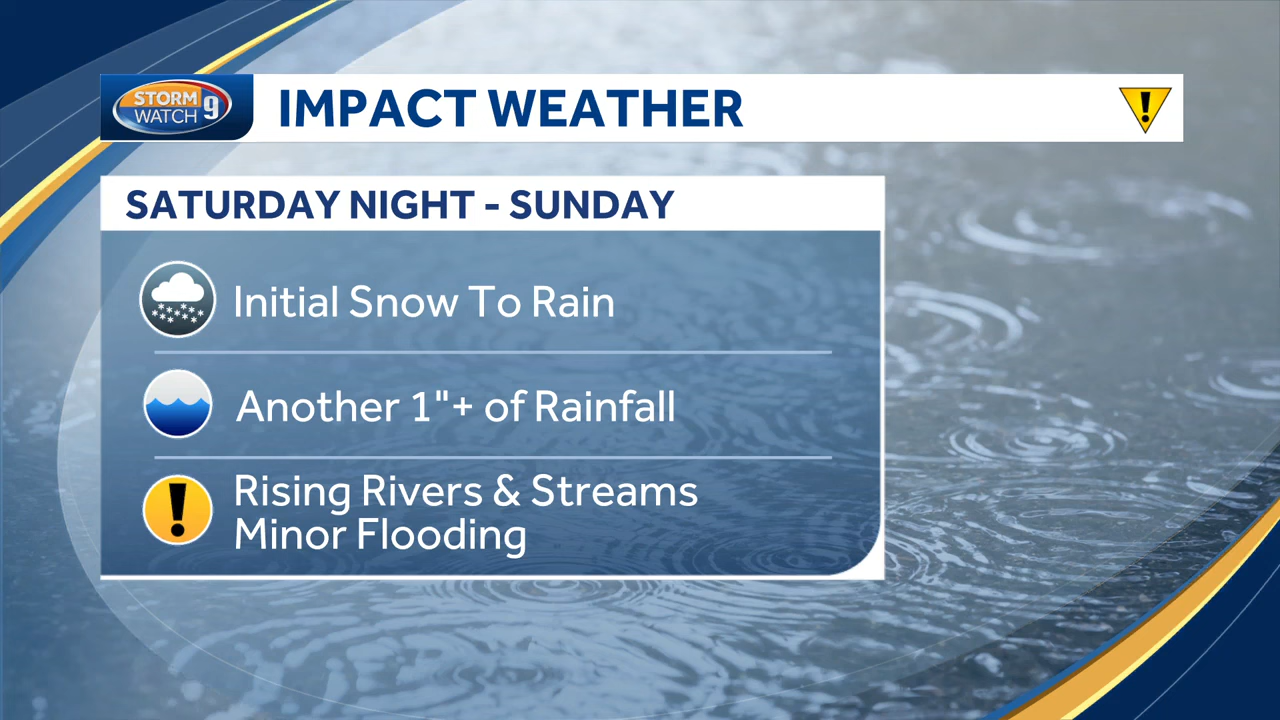 STORM
WATCH 9
IMPACT WEATHER
!
SATURDAY NIGHT - SUNDAY
Initial Snow To Rain
Another 1"+ of Rainfall
!
Rising Rivers & Streams
Minor Flooding